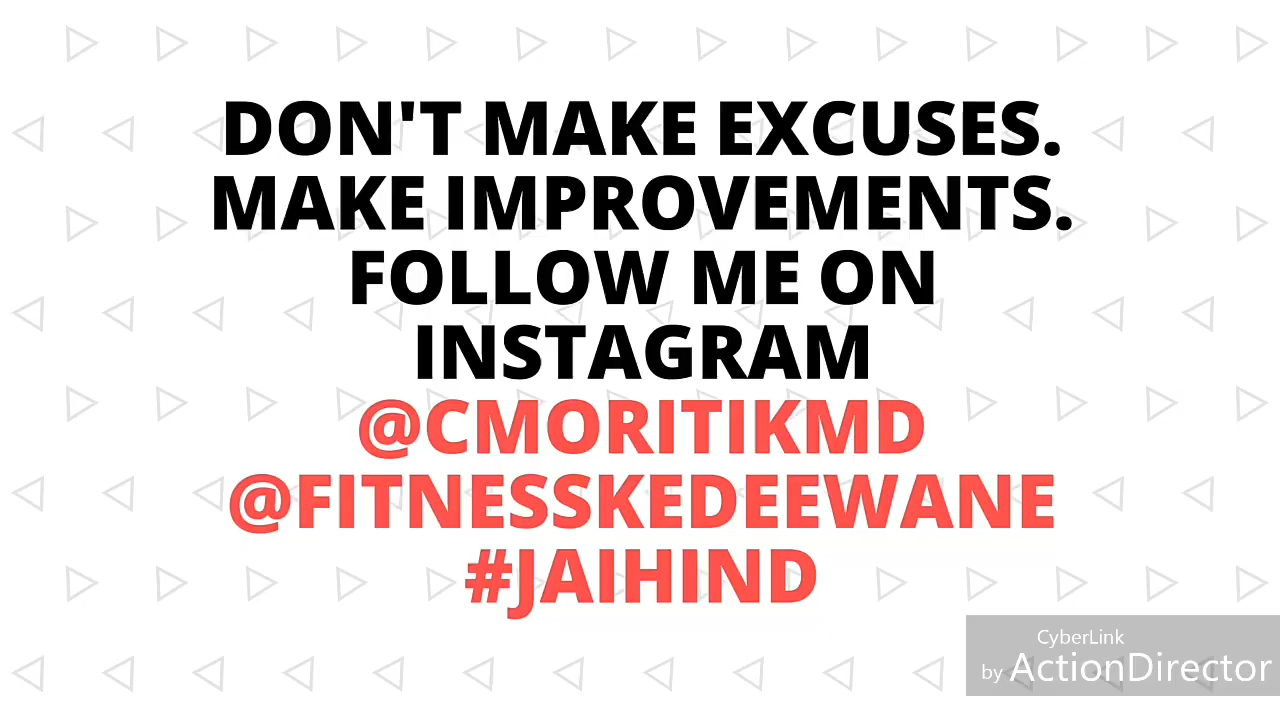 DON'T MAKE EXCUSES.
MAKE IMPROVEMENTS.
FOLLOW ME ON
INSTAGRAM
@CMORITIKMD
@FITNESSKEDEEWANE
#JAIHIND
CyberLink
by ActionDirector